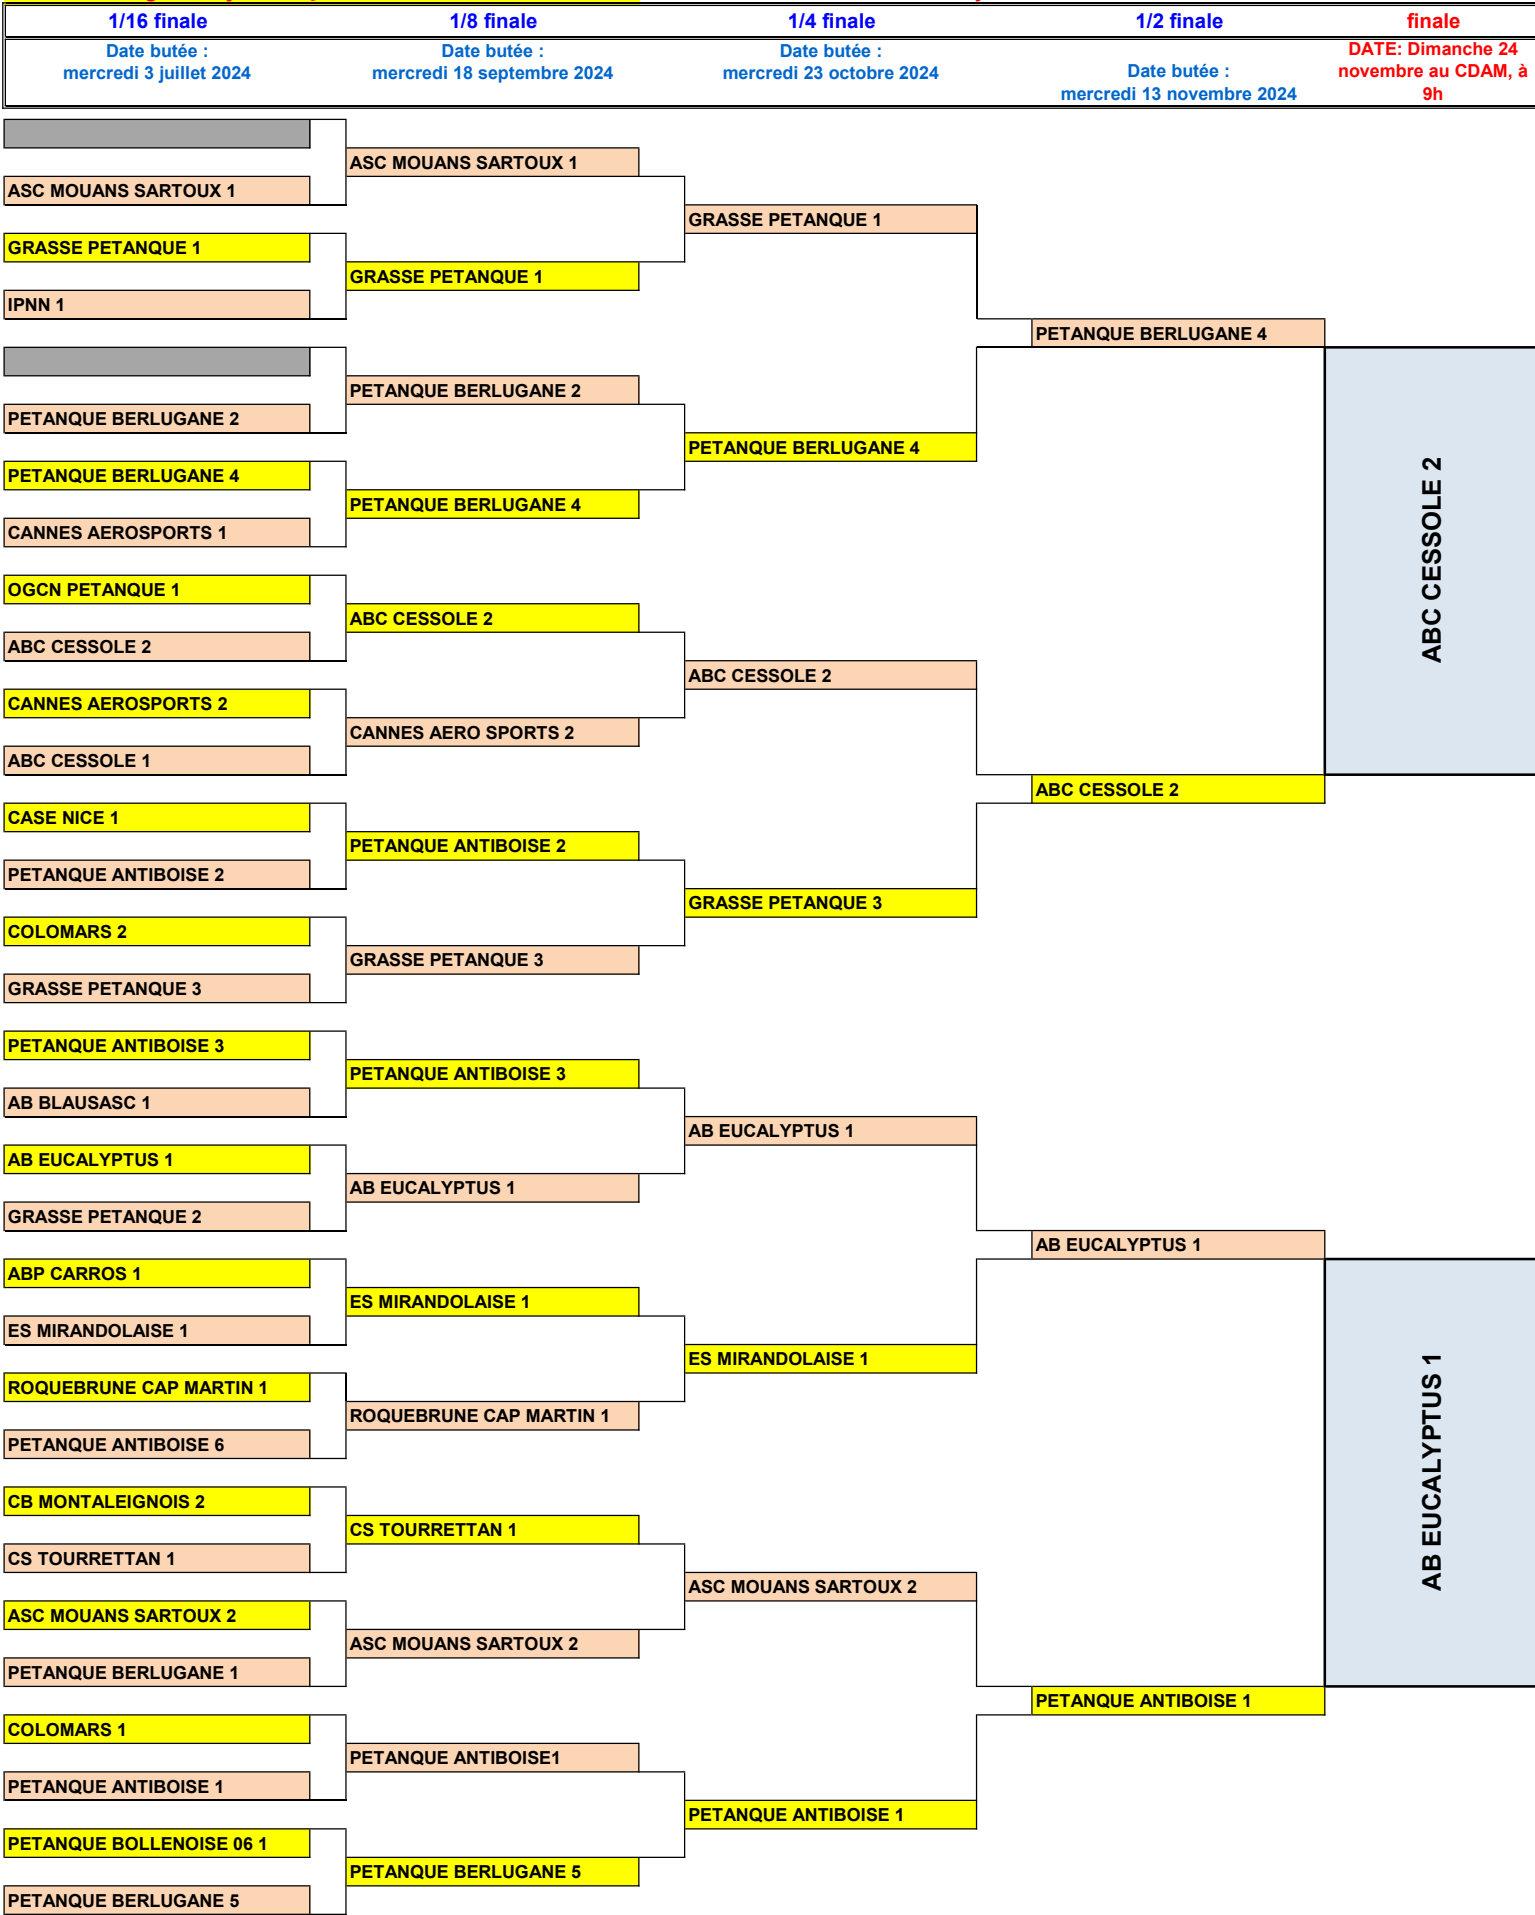 1/16 finale
1/8 finale
1/4 finale
1/2 finale
finale
Date butée :
mercredi 3 juillet 2024
Date butée :
mercredi 18 septembre 2024
Date butée :
mercredi 23 octobre 2024
Date butée :
mercredi 13 novembre 2024
DATE: Dimanche 24
novembre au CDAM, à
9h
ASC MOUANS SARTOUX 1
ASC MOUANS SARTOUX 1
GRASSE PETANQUE 1
GRASSE PETANQUE 1
GRASSE PETANQUE 1
IPNN 1
PETANQUE BERLUGANE 4
PETANQUE BERLUGANE 2
PETANQUE BERLUGANE 2
PETANQUE BERLUGANE 4
PETANQUE BERLUGANE 4
PETANQUE BERLUGANE 4
CANNES AEROSPORTS 1
ABC CESSOLE 2
OGCN PETANQUE 1
ABC CESSOLE 2
ABC CESSOLE 2
ABC CESSOLE 2
CANNES AEROSPORTS 2
CANNES AERO SPORTS 2
ABC CESSOLE 1
ABC CESSOLE 2
CASE NICE 1
PETANQUE ANTIBOISE 2
PETANQUE ANTIBOISE 2
GRASSE PETANQUE 3
COLOMARS 2
GRASSE PETANQUE 3
GRASSE PETANQUE 3
PETANQUE ANTIBOISE 3
PETANQUE ANTIBOISE 3
AB BLAUSASC 1
AB EUCALYPTUS 1
AB EUCALYPTUS 1
AB EUCALYPTUS 1
GRASSE PETANQUE 2
AB EUCALYPTUS 1
ABP CARROS 1
ES MIRANDOLAISE 1
ES MIRANDOLAISE 1
ES MIRANDOLAISE 1
ROQUEBRUNE CAP MARTIN 1
ROQUEBRUNE CAP MARTIN 1
PETANQUE ANTIBOISE 6
AB EUCALYPTUS 1
CB MONTALEIGNOIS 2
CS TOURRETTAN 1
CS TOURRETTAN 1
ASC MOUANS SARTOUX 2
ASC MOUANS SARTOUX 2
ASC MOUANS SARTOUX 2
PETANQUE BERLUGANE 1
PETANQUE ANTIBOISE 1
COLOMARS 1
PETANQUE ANTIBOISE1
PETANQUE ANTIBOISE 1
PETANQUE ANTIBOISE 1
PETANQUE BOLLENOISE 06 1
PETANQUE BERLUGANE 5
PETANQUE BERLUGANE 5